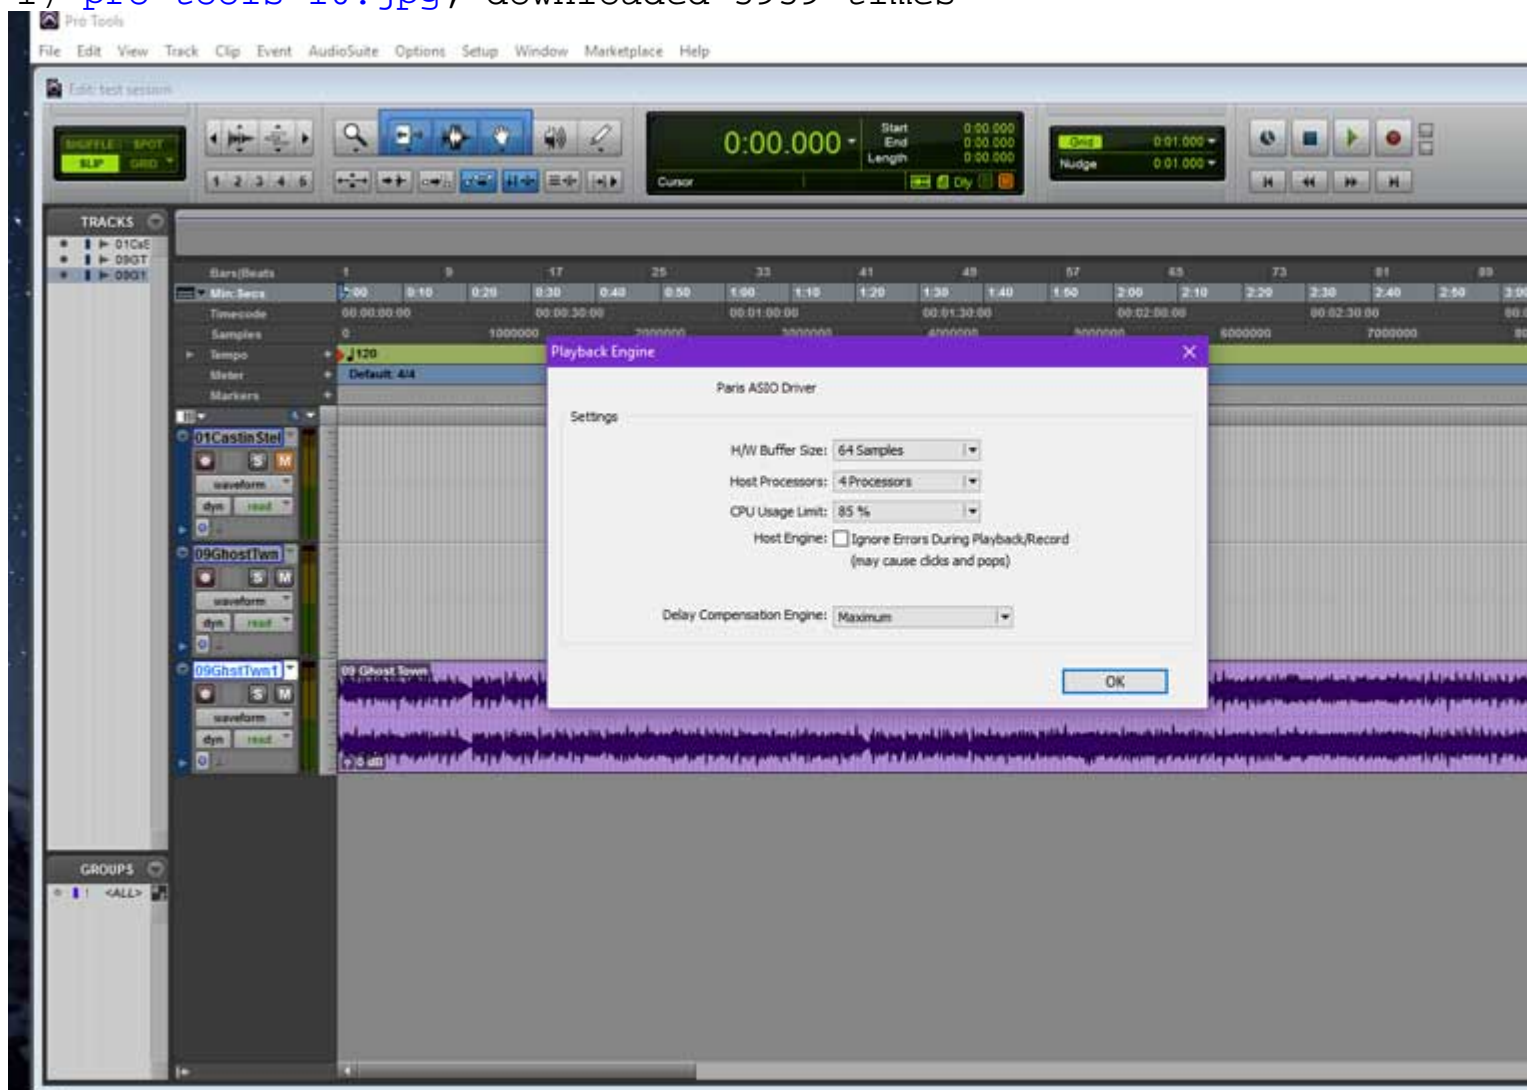 Pro Tools
File Edit View Track Clip Event AudioSuite Options Setup Window Marketplace Help
Edit: test session
SHUFFLE SPOT
SLIP GRID
1 2 3 4 5
0:00.000
Start 0:00.000
End 0:00.000
Length 0:00.000
Cursor
Dly
Grid 0:01.000
Nudge 0:01.000
TRACKS
01CaS
09GT
Bars|Beats 1 9 17 25 33 41 49 57 65 73 81 89
Min:Secs 0:10 0:20 0:30 0:40 0:50 1:00 1:10 1:20 1:30 1:40 1:50 2:00 2:10 2:20 2:30 2:40 2:50
Timecode 00:00:00:00 00:00:30:00 00:01:00:00 00:01:30:00 00:02:00:00 00:02:30:00
Samples 0 1000000 2000000 3000000 4000000 5000000 6000000 7000000
Tempo 120
Meter Default: 4/4
Markers
Playback Engine
Paris ASIO Driver
Settings
H/W Buffer Size: 64 Samples
Host Processors: 4 Processors
CPU Usage Limit: 85 %
Host Engine: Ignore Errors During Playback/Record
(may cause clicks and pops)
Delay Compensation Engine: Maximum
OK
01CastinStel
S M
waveform
dyn read
09GhostTwn
S M
waveform
dyn read
09GhstTwn1
S M
waveform
dyn read
09 Ghost Town
0 dB
GROUPS
! <ALL>